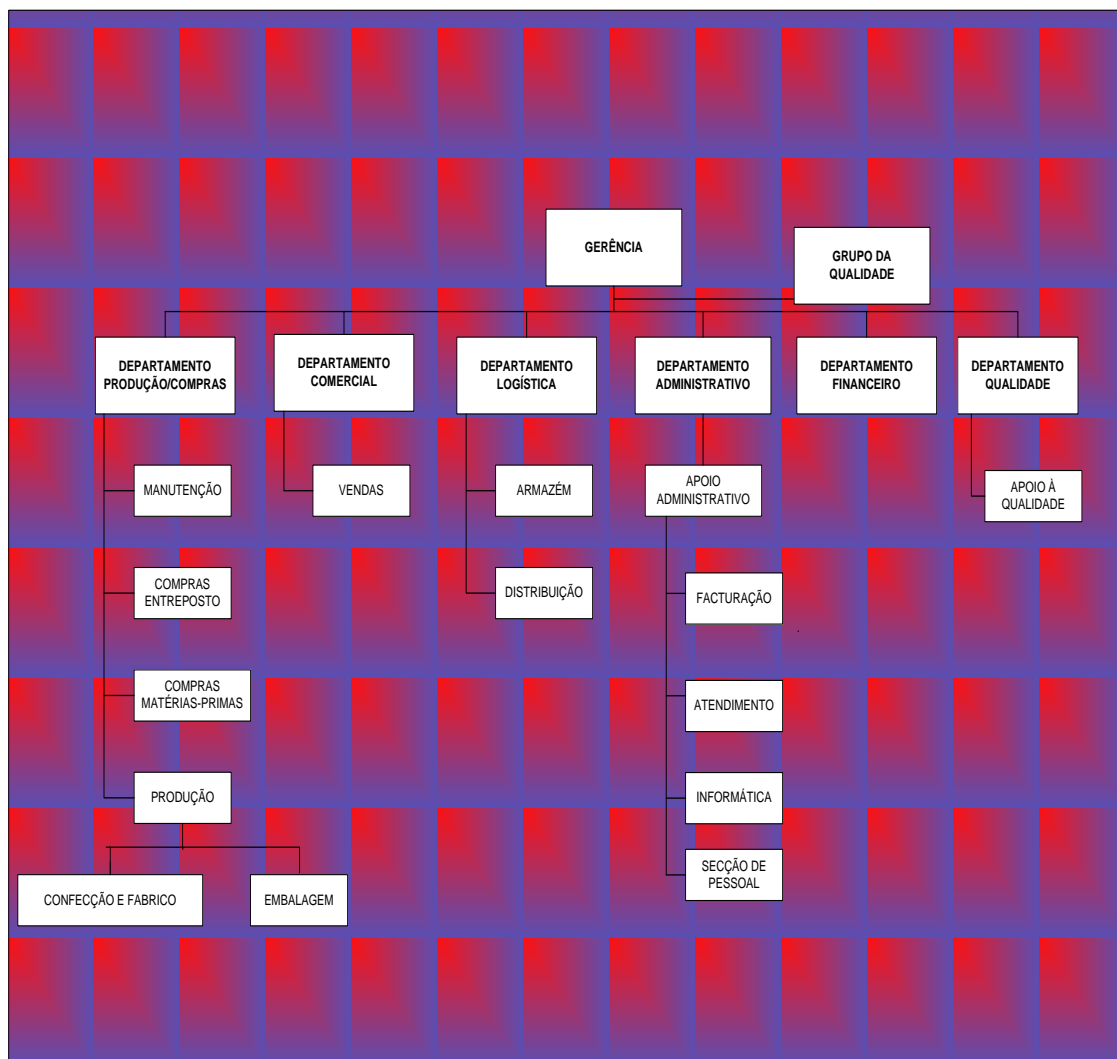 GERÊNCIA
GRUPO DA
QUALIDADE
DEPARTAMENTO
PRODUÇÃO/COMPRAS
DEPARTAMENTO
COMERCIAL
DEPARTAMENTO
LOGÍSTICA
DEPARTAMENTO
ADMINISTRATIVO
DEPARTAMENTO
FINANCEIRO
DEPARTAMENTO
QUALIDADE
MANUTENÇÃO
VENDAS
ARMAZÉM
APOIO
ADMINISTRATIVO
APOIO À
QUALIDADE
COMPRAS
ENTREPOSTO
DISTRIBUIÇÃO
FACTURAÇÃO
COMPRAS
MATÉRIAS-PRIMAS
ATENDIMENTO
PRODUÇÃO
INFORMÁTICA
SECÇÃO DE
PESSOAL
CONFECÇÃO E FABRICO
EMBALAGEM